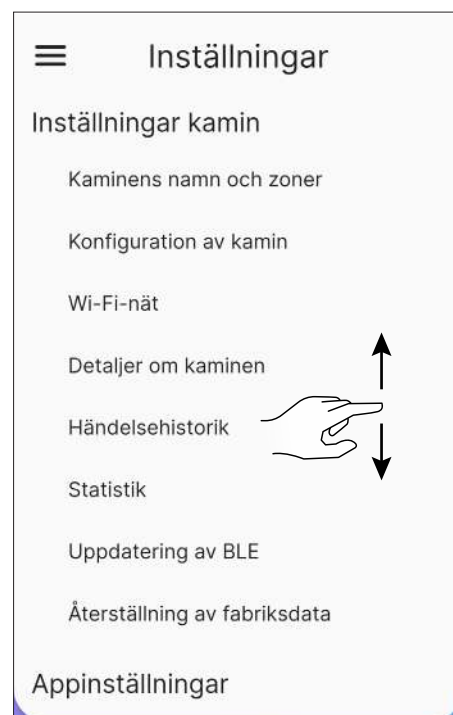 Inställningar
Inställningar kamin
Kaminens namn och zoner
Konfiguration av kamin
Wi-Fi-nät
Detaljer om kaminen
Händelsehistorik
Statistik
Uppdatering av BLE
Återställning av fabriksdata
Appinställningar